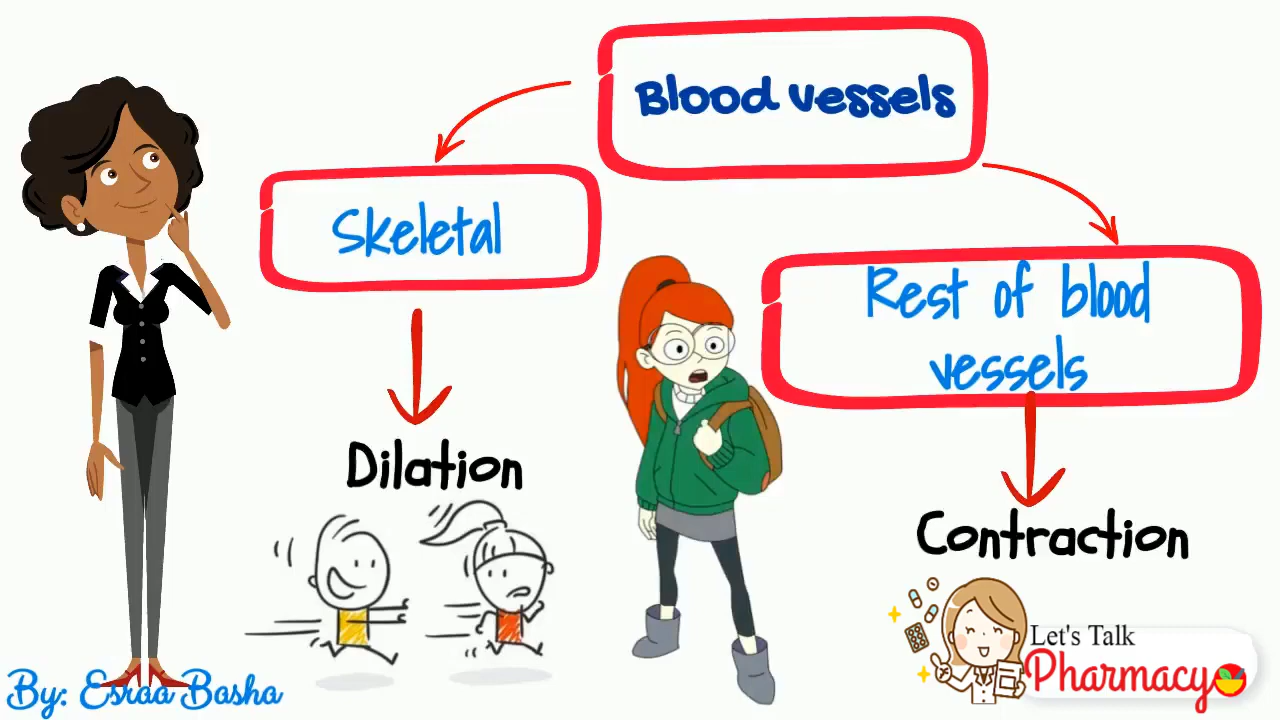 Blood vessels
Skeletal
Rest of blood
vessels
Dilation
Contraction
Let's Talk
Pharmacy
By: Esraa Basha